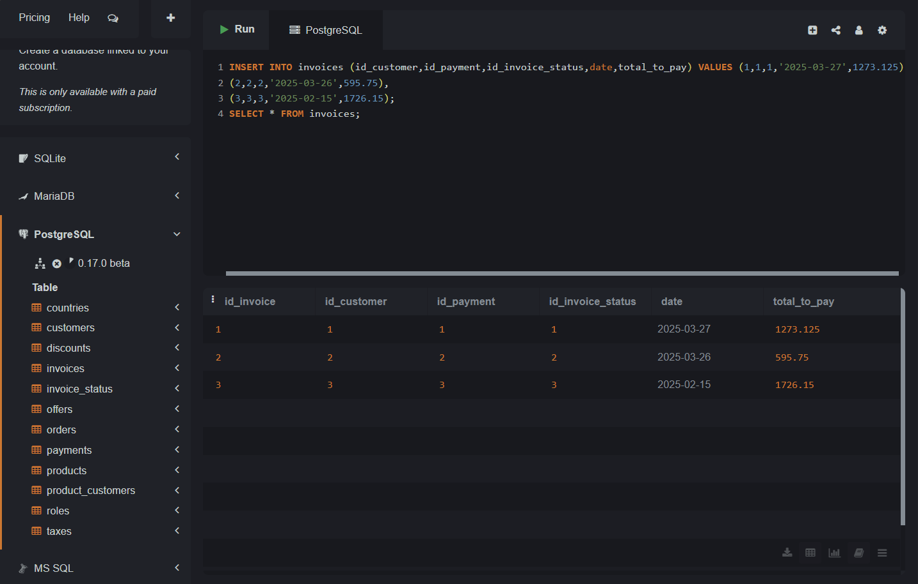 Pricing Help
Create a database linked to your
account.
This is only available with a paid
subscription.
SQLite
MariaDB
PostgreSQL
0.17.0 beta
Table
countries
customers
discounts
invoices
invoice_status
offers
orders
payments
products
product_customers
roles
taxes
MS SQL
Run PostgreSQL
1 INSERT INTO invoices (id_customer,id_payment,id_invoice_status,date,total_to_pay) VALUES (1,1,1,'2025-03-27',1273.125)
2 (2,2,2,'2025-03-26',595.75),
3 (3,3,3,'2025-02-15',1726.15);
4 SELECT * FROM invoices;
id_invoice id_customer id_payment id_invoice_status date total_to_pay
1 1 1 1 2025-03-27 1273.125
2 2 2 2 2025-03-26 595.75
3 3 3 3 2025-02-15 1726.15